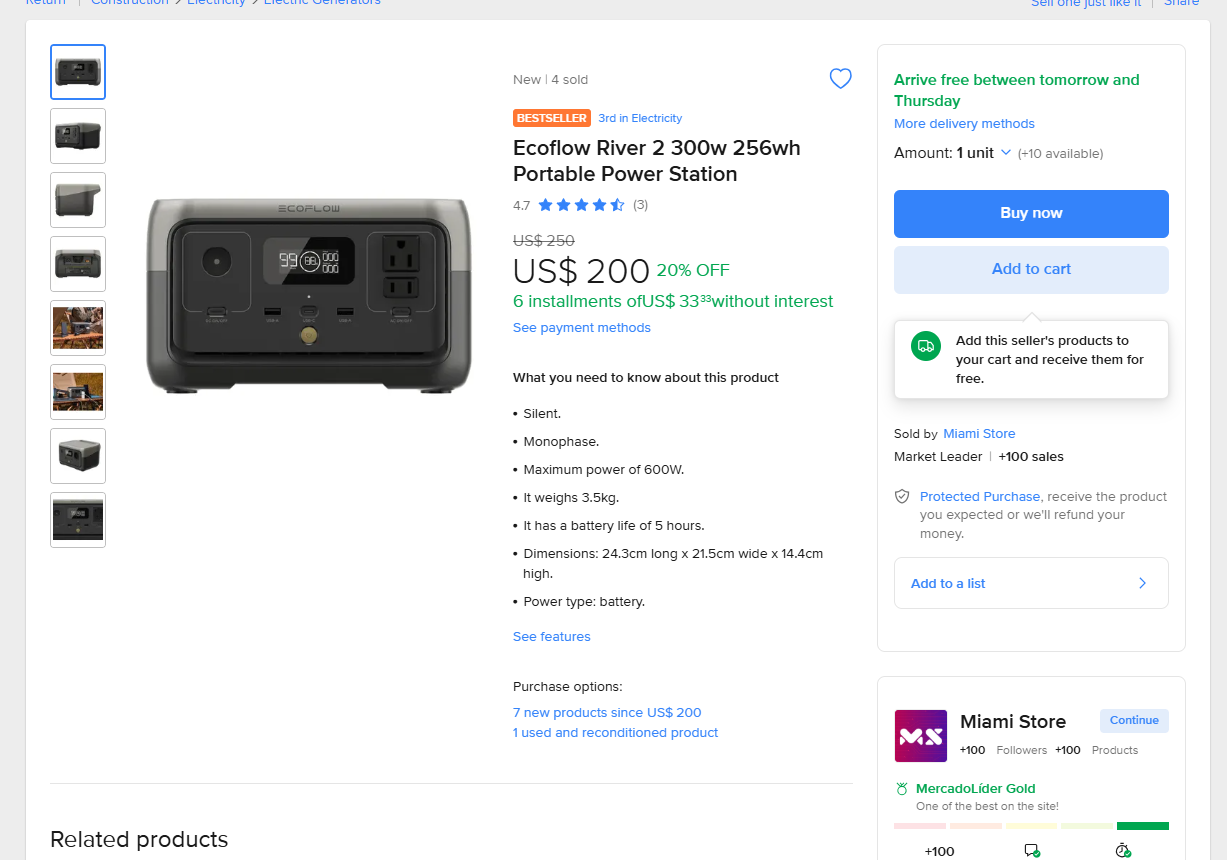 Return | Construction > Electricity > Electric Generators
Sell one just like it | Share
New | 4 sold
BESTSELLER 3rd in Electricity
Ecoflow River 2 300w 256wh
Portable Power Station
4.7 (3)
US$ 250
US$ 200 20% OFF
6 installments ofUS$ 33³³without interest
See payment methods
What you need to know about this product
• Silent.
• Monophase.
• Maximum power of 600W.
• It weighs 3.5kg.
• It has a battery life of 5 hours.
• Dimensions: 24.3cm long x 21.5cm wide x 14.4cm
high.
• Power type: battery.
See features
Purchase options:
7 new products since US$ 200
1 used and reconditioned product
ECOFLOW
99
Related products
Arrive free between tomorrow and
Thursday
More delivery methods
Amount: 1 unit (+10 available)
Buy now
Add to cart
Add this seller's products to
your cart and receive them for
free.
Sold by Miami Store
Market Leader | +100 sales
Protected Purchase, receive the product
you expected or we'll refund your
money.
Add to a list
MS
Miami Store
Continue
+100 Followers +100 Products
MercadoLíder Gold
One of the best on the site!
+100